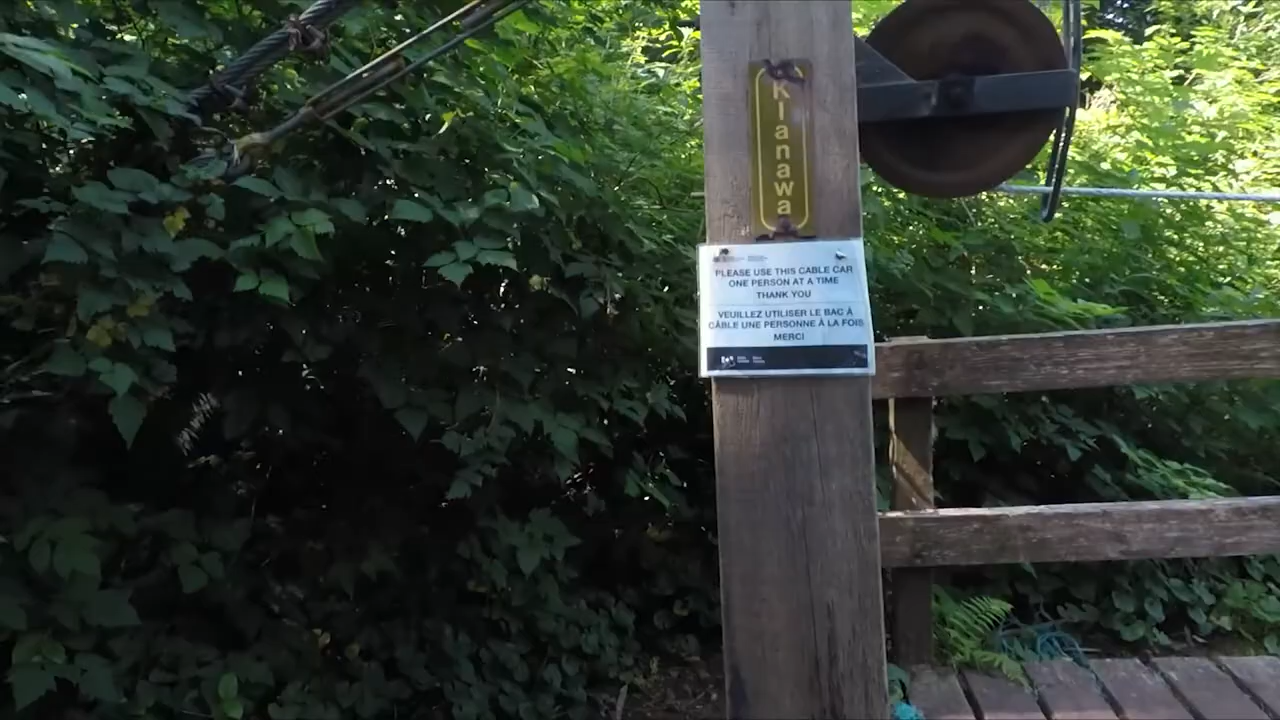 Klanawa
PLEASE USE THIS CABLE CAR
ONE PERSON AT A TIME
THANK YOU
VEUILLEZ UTILISER LE BAC À
CÂBLE UNE PERSONNE À LA FOIS
MERCI